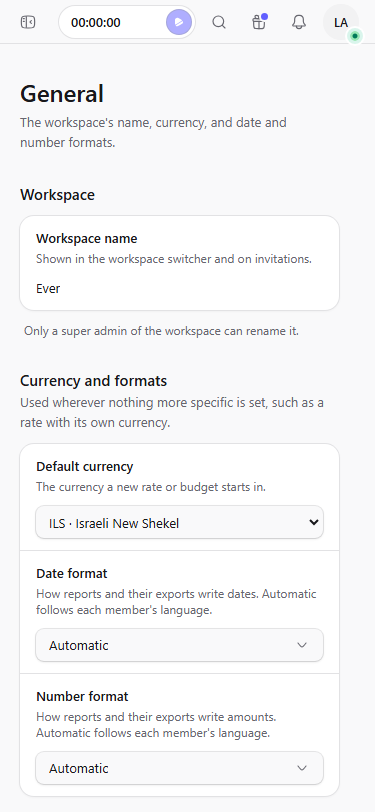 00:00:00
LA
General
The workspace's name, currency, and date and
number formats.
Workspace
Workspace name
Shown in the workspace switcher and on invitations.
Ever
Only a super admin of the workspace can rename it.
Currency and formats
Used wherever nothing more specific is set, such as a
rate with its own currency.
Default currency
The currency a new rate or budget starts in.
ILS · Israeli New Shekel
Date format
How reports and their exports write dates. Automatic
follows each member's language.
Automatic
Number format
How reports and their exports write amounts.
Automatic follows each member's language.
Automatic